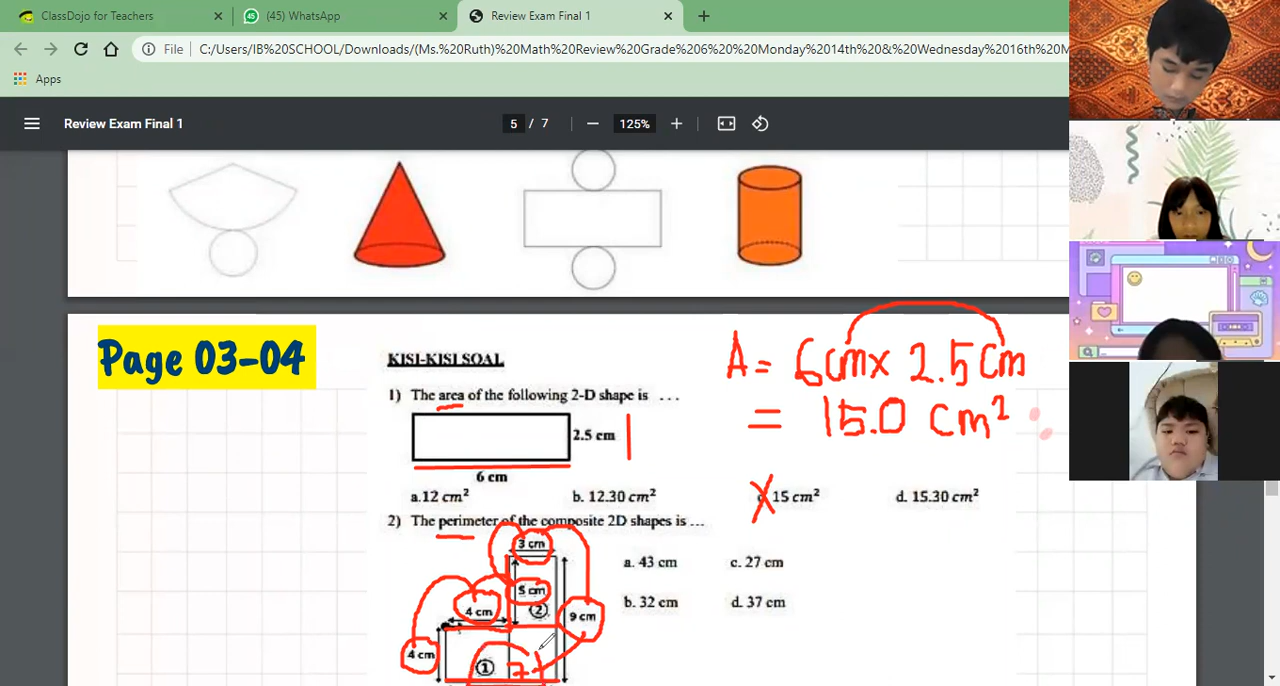 ClassDojo for Teachers
(45) WhatsApp
Review Exam Final 1
File C:/Users/IB%20SCHOOL/Downloads/(Ms.%20Ruth)%20Math%20Review%20Grade%206%20%20Monday%2014th%20&%20Wednesday%2016th%20M
Apps
Review Exam Final 1 5 / 7 125%
Page 03-04
KISI-KISI SOAL
1) The area of the following 2-D shape is ...
2.5 cm
6 cm
A = 6cm x 2.5 cm
= 15.0 cm²
a.12 cm² b. 12.30 cm² 15 cm² d. 15.30 cm²
2) The perimeter of the composite 2D shapes is ...
3 cm
a. 43 cm c. 27 cm
5 cm
4 cm ② b. 32 cm d. 37 cm
9 cm
4 cm
① 7